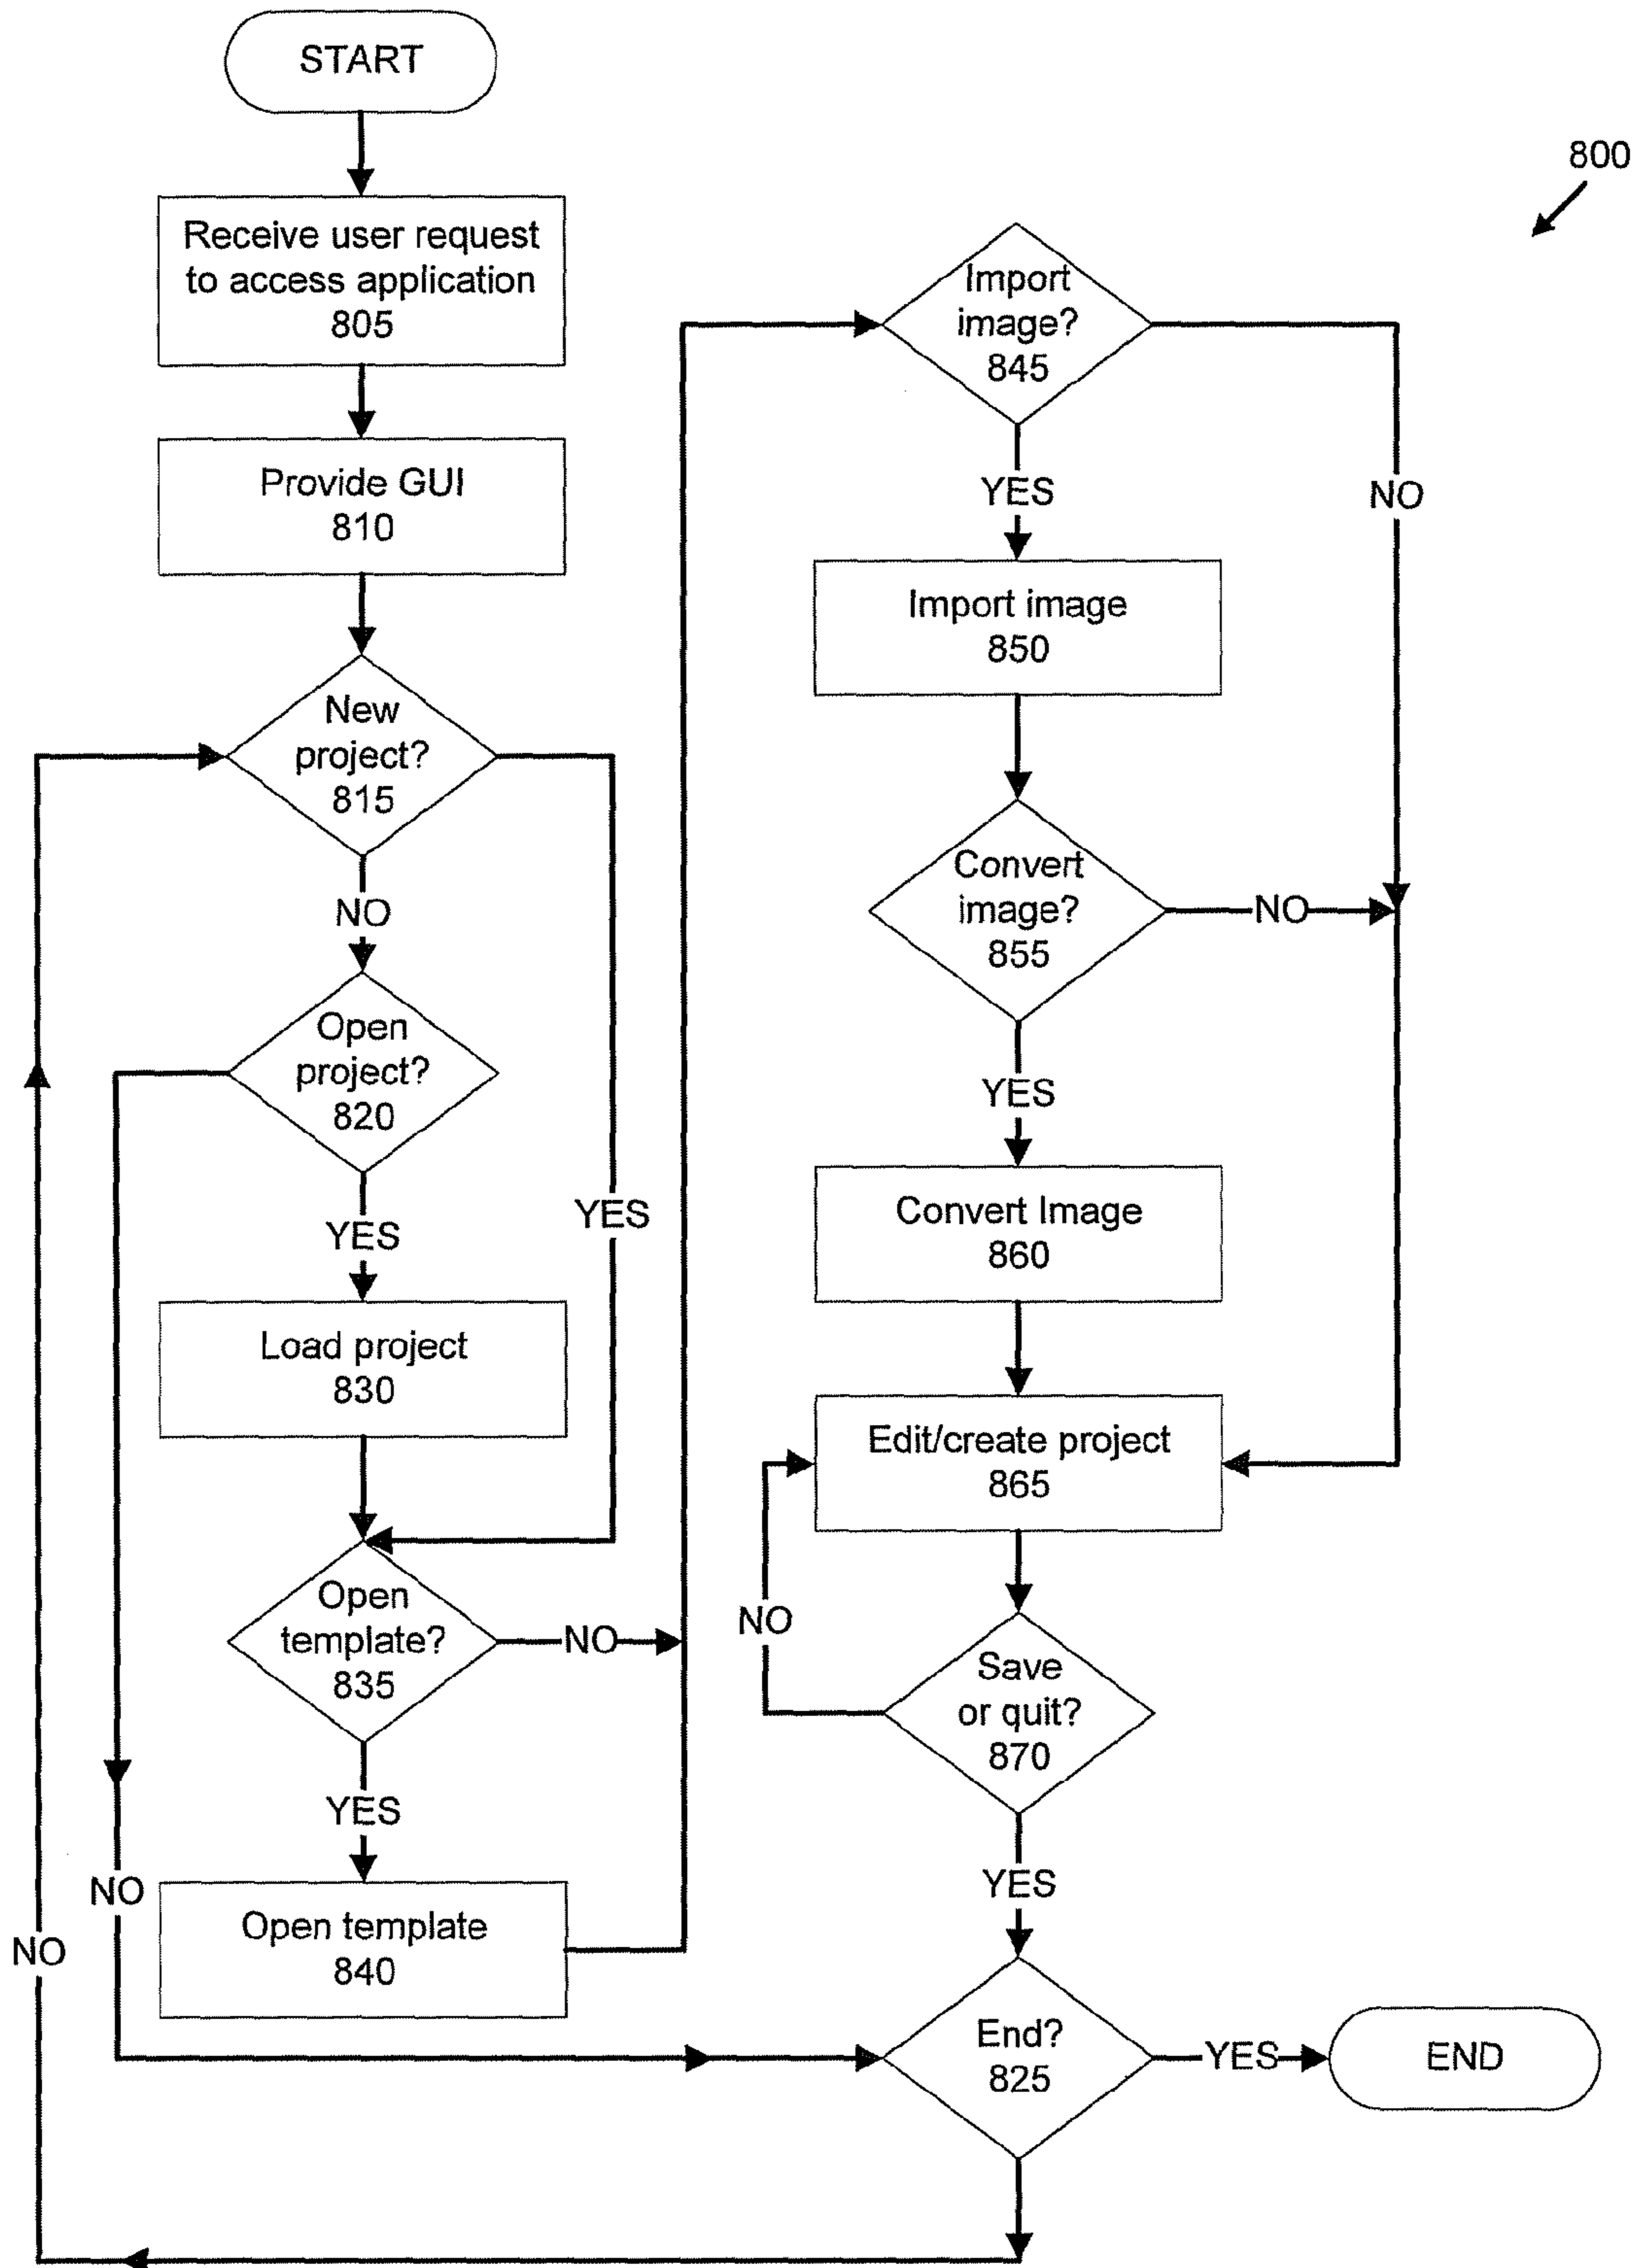 START
Receive user request
to access application
805
Provide GUI
810
New
project?
815
NO
Open
project?
820
YES
YES
Load project
830
Open
template?
835
NO
YES
NO
Open template
840
NO
800
Import
image?
845
YES
NO
Import image
850
Convert
image?
855
NO
YES
Convert Image
860
Edit/create project
865
NO
Save
or quit?
870
YES
End?
825
YES
END